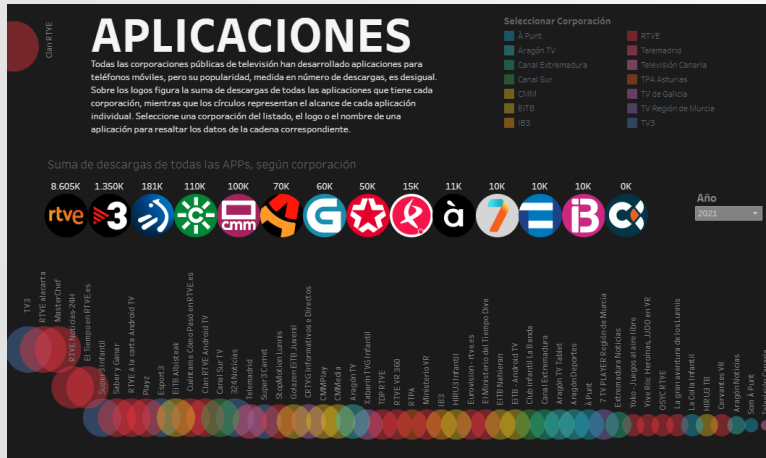 APLICACIONES
Todas las corporaciones públicas de televisión han desarrollado aplicaciones para
teléfonos móviles, pero su popularidad, medida en número de descargas, es desigual.
Sobre los logos figura la suma de descargas de todas las aplicaciones que tiene cada
corporación, mientras que los círculos representan el alcance de cada aplicación
individual. Seleccione una corporación del listado, el logo o el nombre de una
aplicación para resaltar los datos de la cadena correspondiente.
Clan RTVE
Seleccionar Corporación
À Punt
Aragón TV
Canal Extremadura
Canal Sur
CMM
EiTB
IB3
RTVE
Telemadrid
Televisión Canaria
TPA Asturias
TV de Galicia
TV Región de Murcia
TV3
Suma de descargas de todas las APPs, según corporación
8.605K 1.350K 181K 110K 100K 70K 60K 50K 15K 11K 10K 10K 10K 0K
rtve
3
cmm
G
à
7
B
Año
2021
TV3
RTVE alacarta
MasterChef
RTVE Noticias-24H
El Tiempo en RTVE.es
Super3 Infantil
Saber y Ganar
RTVE A la carta Android TV
Playz
Esport3
EiTB Albisteak
Cuéntame Cómo Pasó en RTVE.es
Clan RTVE Android TV
Canal Sur TV
324 Noticias
Telemadrid
Super3 Carnet
StopMotion Lunnis
Gaztea-EiTB Juvenil
CRTVG Informativos e Directos
CMMPlay
CMMedia
AragónTV
Xabarín TVG Infantil
TDP RTVE
RTVE VR 360
RTPA
Ministerio VR
IB3
HIRU3 Infantil
Eurovision - rtve.es
El Ministerio del Tiempo Dive
EITB Nahieran
EiTB - Android TV
Club infantil La Banda
Canal Extremadura
Aragón TV Tablet
Aragón Deportes
À Punt
7 TV PLAYER Región de Murcia
Extremadura Noticias
Yoko - Juegos al aire libre
Vive Río: Heroínas, JJOO en VR
OSYC RTVE
La gran aventura de los Lunnis
La Colla Infantil
HIRU3 TB
Cervantes VR
Aragón Noticias
Som À Punt
Televisión Canaria